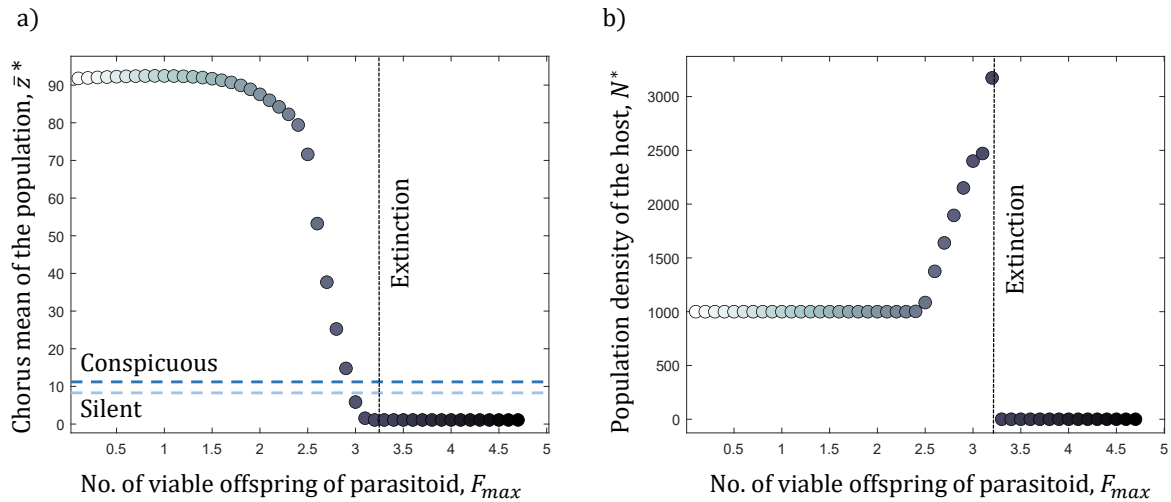 a)
Chorus mean of the population, z̄*
90
80
70
60
50
40
30
20
10
0
Extinction
Conspicuous
Silent
0.5 1 1.5 2 2.5 3 3.5 4 4.5 5
No. of viable offspring of parasitoid, Fmax
b)
Population density of the host, N*
3000
2500
2000
1500
1000
500
0
Extinction
0.5 1 1.5 2 2.5 3 3.5 4 4.5 5
No. of viable offspring of parasitoid, Fmax